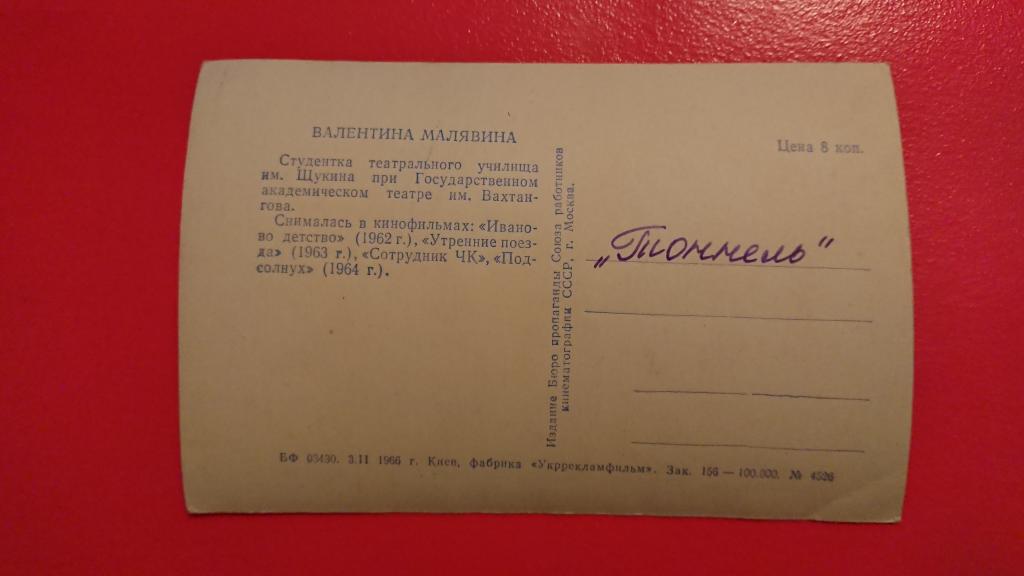 ВАЛЕНТИНА МАЛЯВИНА
Студентка театрального училища
им. Щукина при Государственном
академическом театре им. Вахтан-
гова.
Снималась в кинофильмах: «Ивано-
во детство» (1962 г.), «Утренние поез-
да» (1963 г.), «Сотрудник ЧК», «Под-
солнух» (1964 г.).
Издание Бюро пропаганды Союза работников
кинематографии СССР, г. Москва.
Цена 8 коп.
„Тоннель"
БФ 03430. 3.II 1966 г. Киев, фабрика «Укррекламфильм». Зак. 156 — 100.000. № 4526